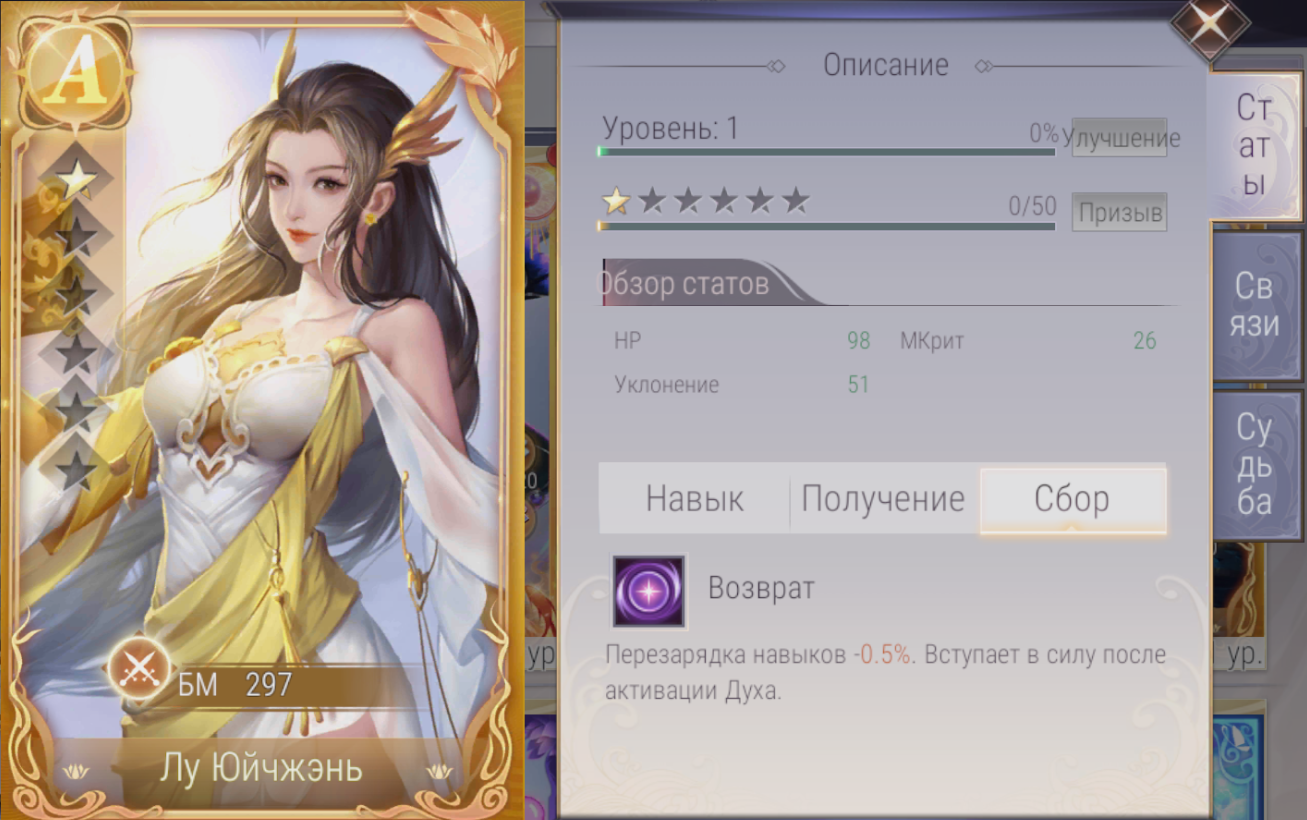 A
БМ 297
Лу Юйчжэнь
Описание
Уровень: 1
0%
Улучшение
0/50
Призыв
Обзор статов
HP 98 МКрит 26
Уклонение 51
Навык Получение Сбор
Возврат
Перезарядка навыков -0.5%. Вступает в силу после
активации Духа.
Ст
ат
ы
Св
язи
Су
дь
ба
20
ур
ур.